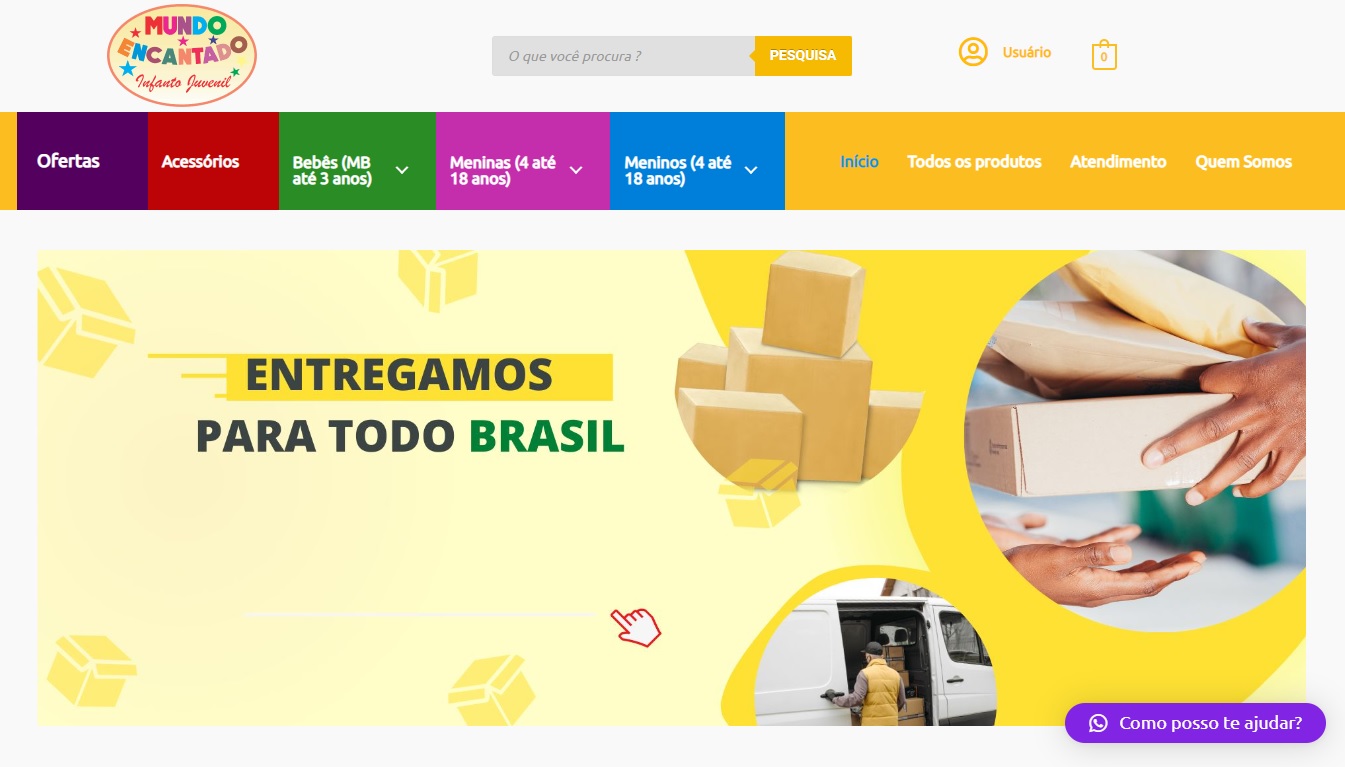 MUNDO
ENCANTADO
Infanto Juvenil
O que você procura ?
PESQUISA
Usuário
0
Ofertas
Acessórios
Bebês (MB
até 3 anos)
Meninas (4 até
18 anos)
Meninos (4 até
18 anos)
Início
Todos os produtos
Atendimento
Quem Somos
ENTREGAMOS
PARA TODO BRASIL
Como posso te ajudar?